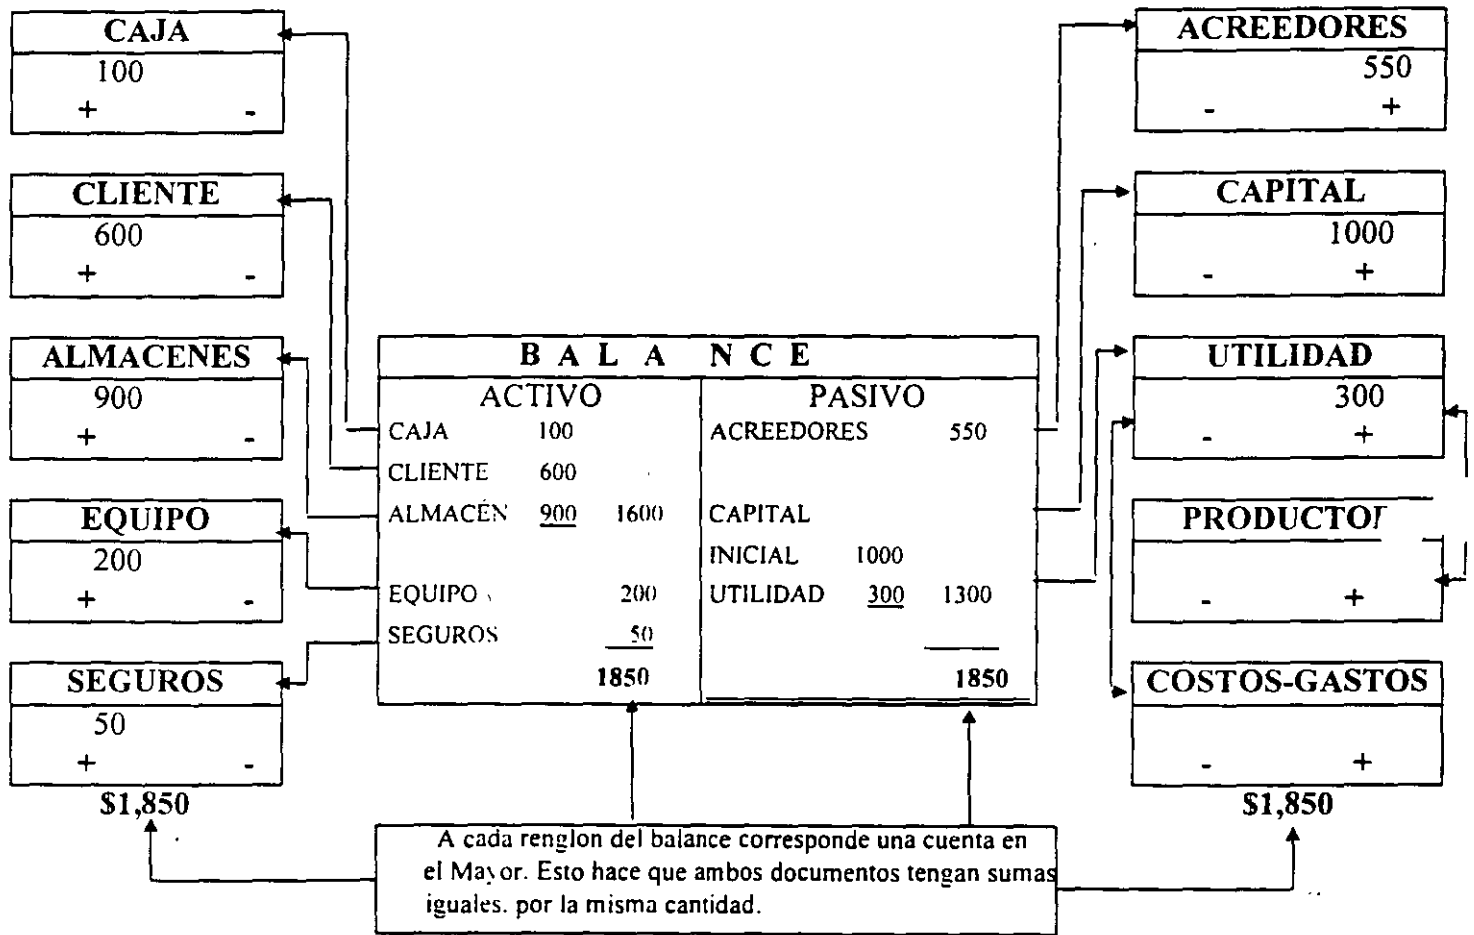 CAJA
100
+ -
CLIENTE
600
+ -
ALMACENES
900
+ -
EQUIPO
200
+ -
SEGUROS
50
+ -
$1,850
BALANCE
ACTIVO
CAJA 100
CLIENTE 600
ALMACÉN 900 1600
EQUIPO 200
SEGUROS 50
1850
PASIVO
ACREEDORES 550
CAPITAL
INICIAL 1000
UTILIDAD 300 1300
1850
ACREEDORES
550
- +
CAPITAL
1000
- +
UTILIDAD
300
- +
- +
COSTOS-GASTOS
- +
$1,850
A cada renglon del balance corresponde una cuenta en
el Mayor. Esto hace que ambos documentos tengan sumas
iguales. por la misma cantidad.